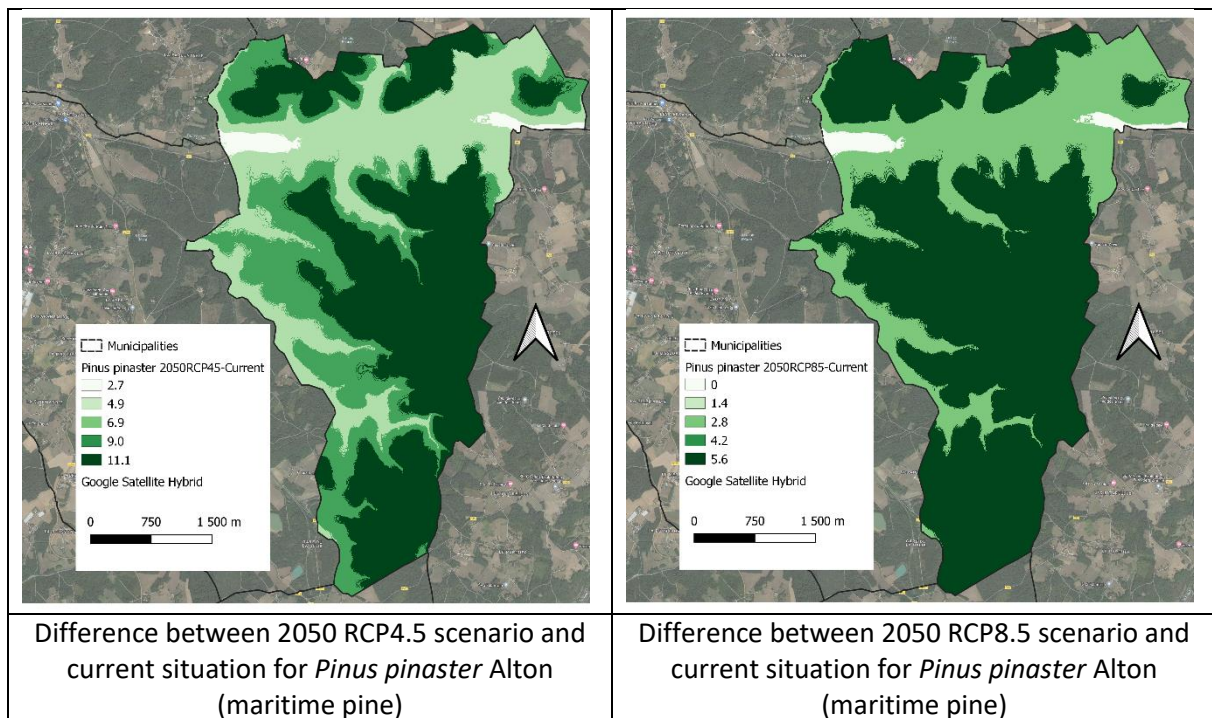 Municipalities
Pinus pinaster 2050RCP45-Current
2.7
4.9
6.9
9.0
11.1
Google Satellite Hybrid
0 750 1 500 m
Municipalities
Pinus pinaster 2050RCP85-Current
0
1.4
2.8
4.2
5.6
Google Satellite Hybrid
0 750 1 500 m
Difference between 2050 RCP4.5 scenario and
current situation for Pinus pinaster Alton
(maritime pine)
Difference between 2050 RCP8.5 scenario and
current situation for Pinus pinaster Alton
(maritime pine)